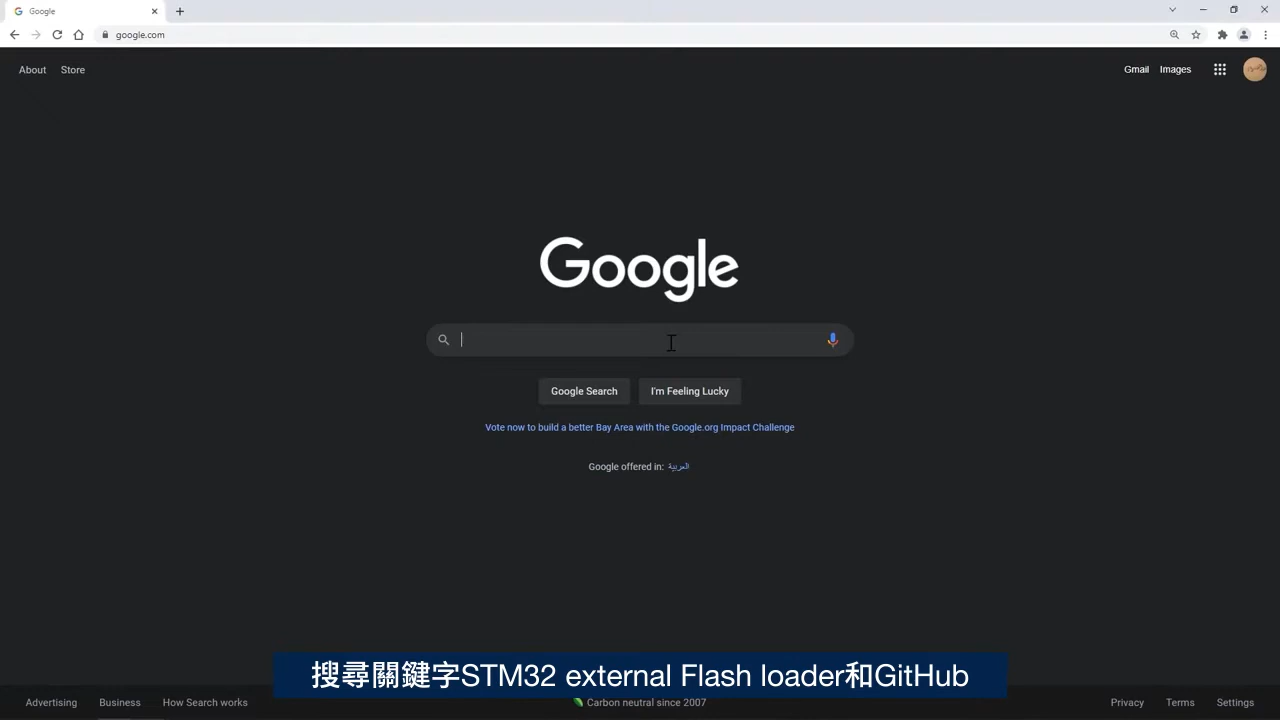 Google
google.com
About Store
Gmail Images
Google
Google Search I'm Feeling Lucky
Vote now to build a better Bay Area with the Google.org Impact Challenge
Google offered in: العربية
搜尋關鍵字STM32 external Flash loader和GitHub
Advertising Business How Search works Carbon neutral since 2007 Privacy Terms Settings